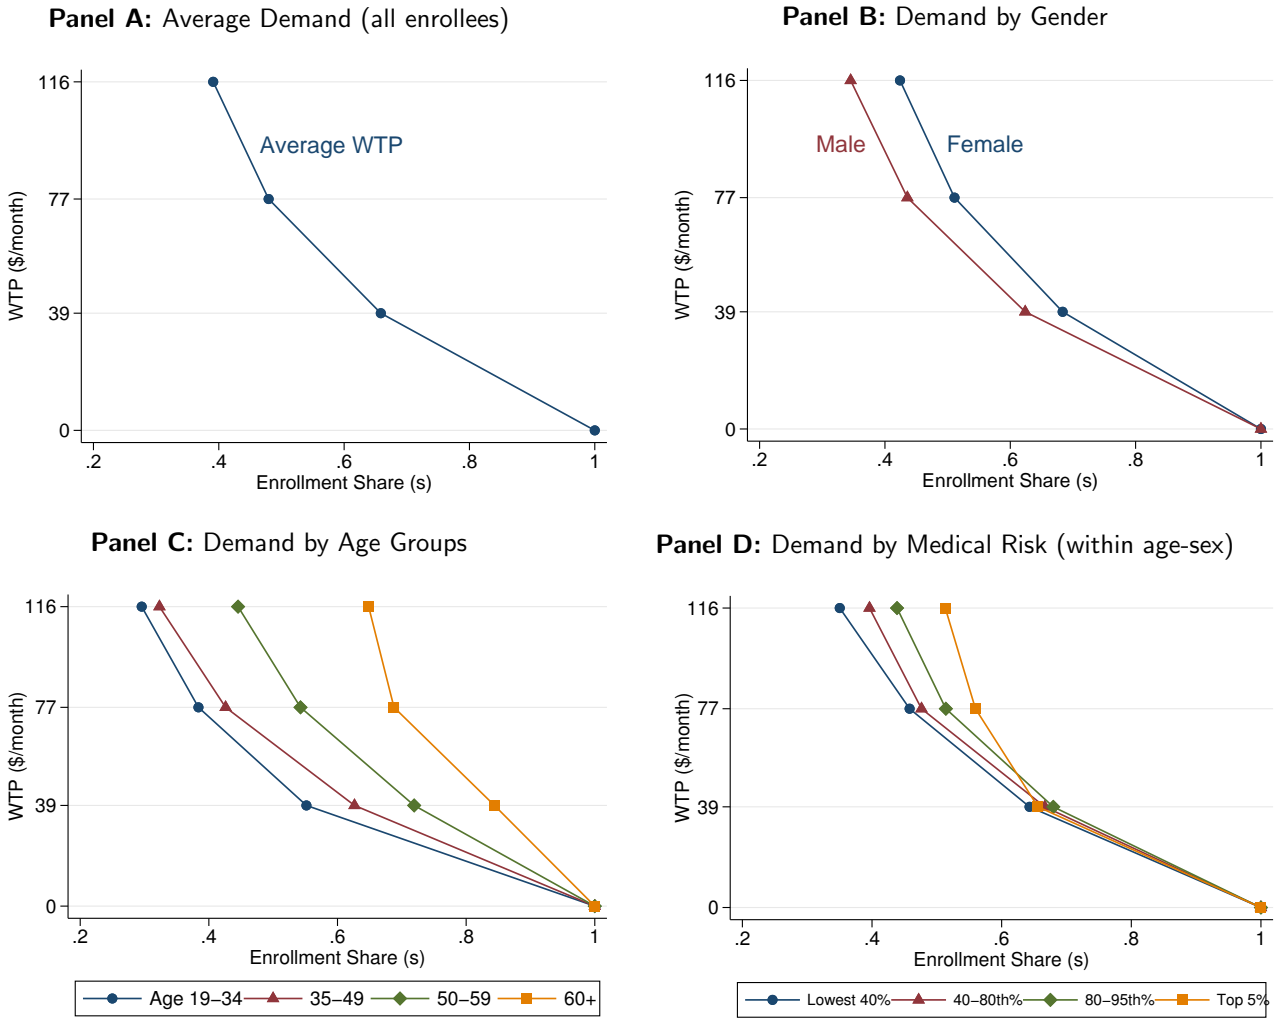 Panel A: Average Demand (all enrollees)
116
77
39
0
WTP ($/month)
Average WTP
.2 .4 .6 .8 1
Enrollment Share (s)
Panel B: Demand by Gender
116
77
39
0
WTP ($/month)
Male Female
.2 .4 .6 .8 1
Enrollment Share (s)
Panel C: Demand by Age Groups
116
77
39
0
WTP ($/month)
.2 .4 .6 .8 1
Enrollment Share (s)
Age 19−34 35−49 50−59 60+
Panel D: Demand by Medical Risk (within age-sex)
116
77
39
0
WTP ($/month)
.2 .4 .6 .8 1
Enrollment Share (s)
Lowest 40% 40−80th% 80−95th% Top 5%